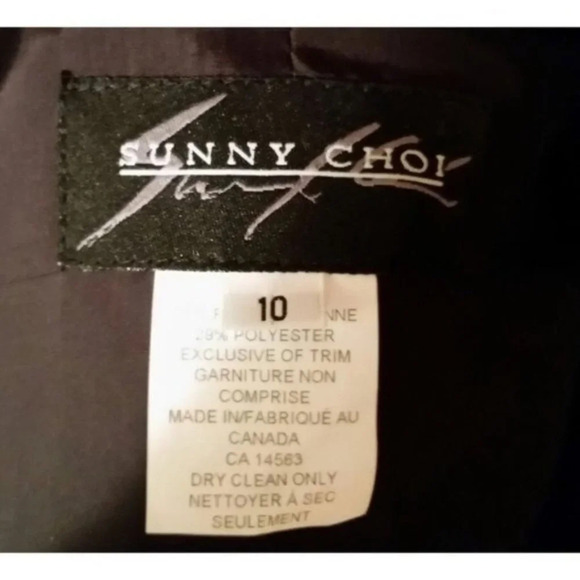 SUNNY CHOI
10
NNE
29% POLYESTER
EXCLUSIVE OF TRIM
GARNITURE NON
COMPRISE
MADE IN/FABRIQUÉ AU
CANADA
CA 14563
DRY CLEAN ONLY
NETTOYER À SEC
SEULEMENT